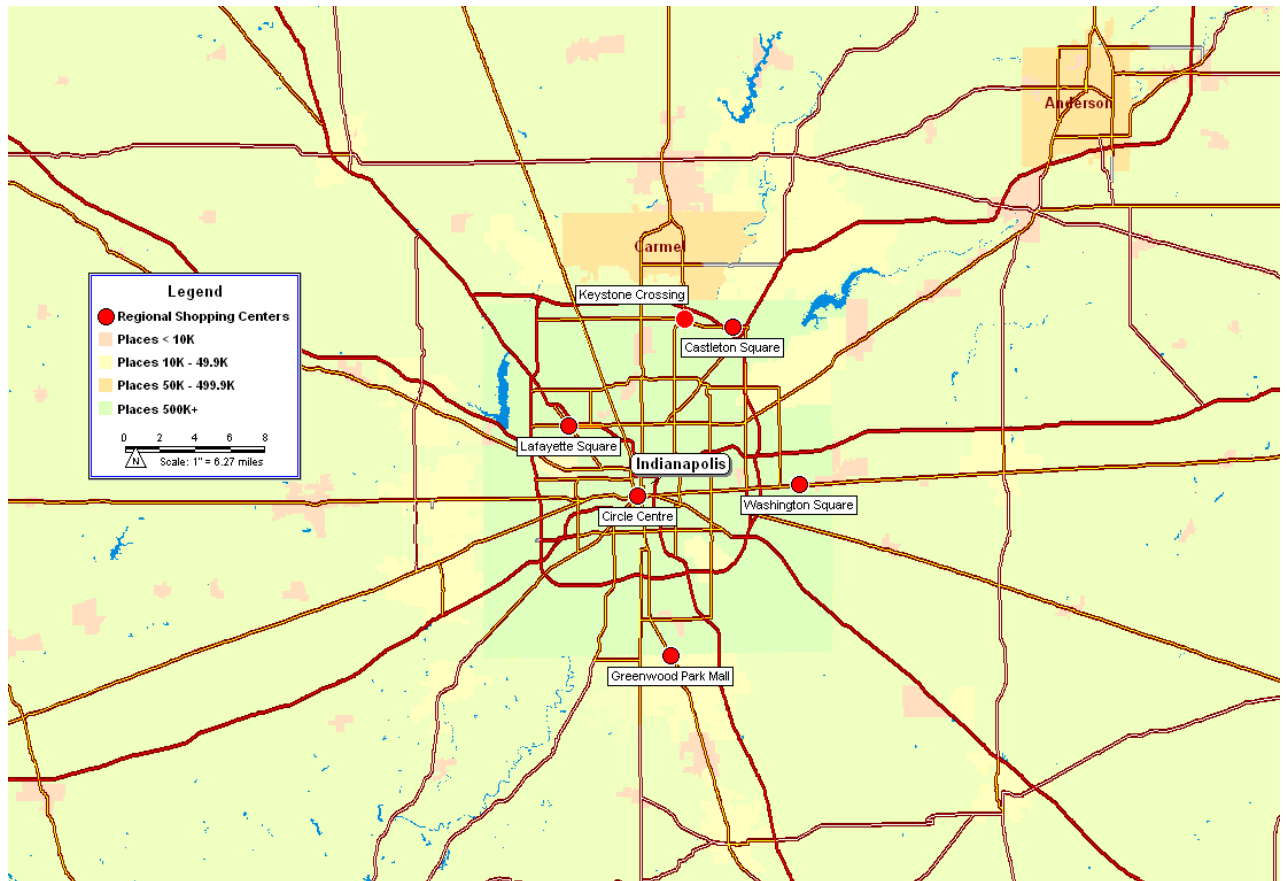 Anderson
Carmel
Legend
Regional Shopping Centers
Places < 10K
Places 10K - 49.9K
Places 50K - 499.9K
Places 500K+
0 2 4 6 8
N
Scale: 1" = 6.27 miles
Keystone Crossing
Castleton Square
Lafayette Square
Indianapolis
Washington Square
Circle Centre
Greenwood Park Mall